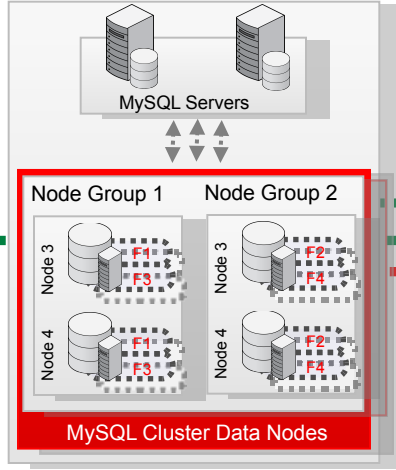 MySQL Servers
Node Group 1
Node Group 2
Node 3
F1
F3
Node 4
F1
F3
Node 3
F2
F4
Node 4
F2
F4
MySQL Cluster Data Nodes